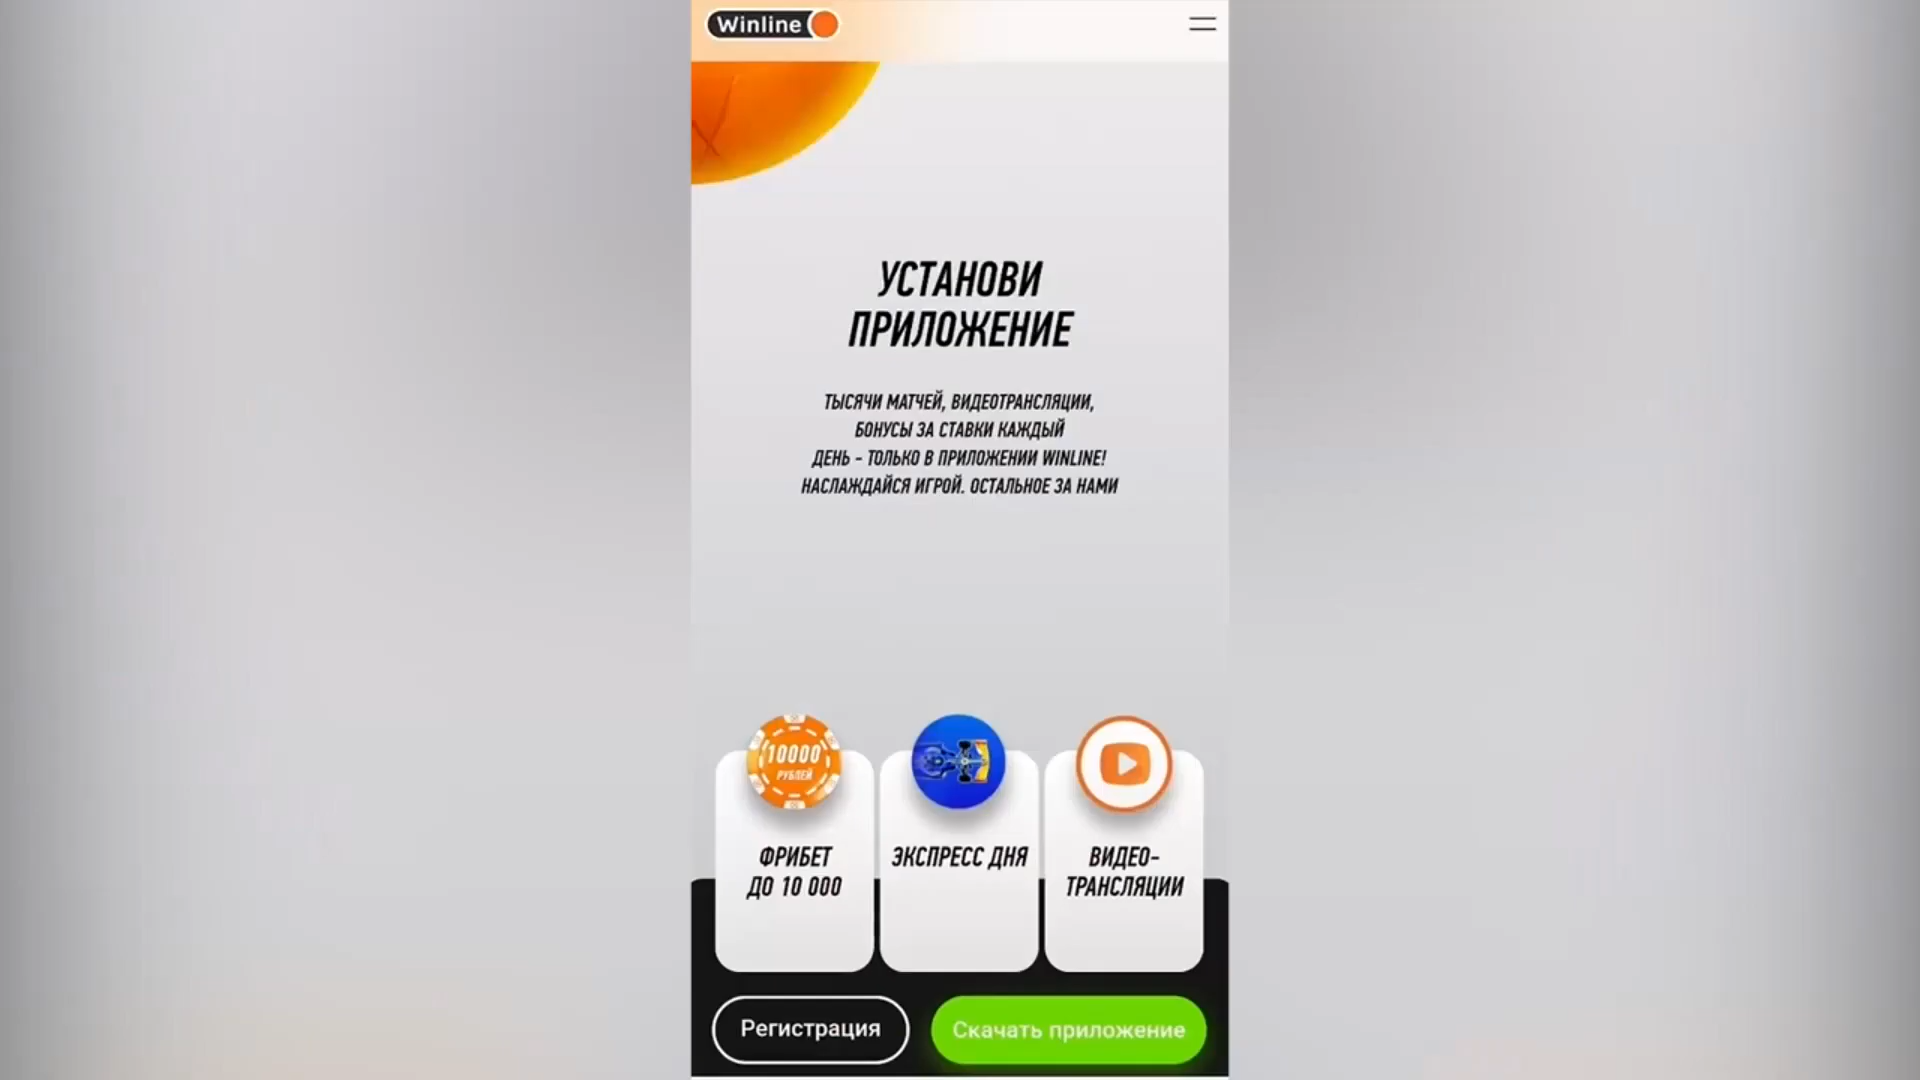 Winline
УСТАНОВИ
ПРИЛОЖЕНИЕ
ТЫСЯЧИ МАТЧЕЙ, ВИДЕОТРАНСЛЯЦИИ,
БОНУСЫ ЗА СТАВКИ КАЖДЫЙ
ДЕНЬ - ТОЛЬКО В ПРИЛОЖЕНИИ WINLINE!
НАСЛАЖДАЙСЯ ИГРОЙ. ОСТАЛЬНОЕ ЗА НАМИ
10000
РУБЛЕЙ
ФРИБЕТ
ДО 10 000
ЭКСПРЕСС ДНЯ
ВИДЕО-
ТРАНСЛЯЦИИ
Регистрация
Скачать приложение